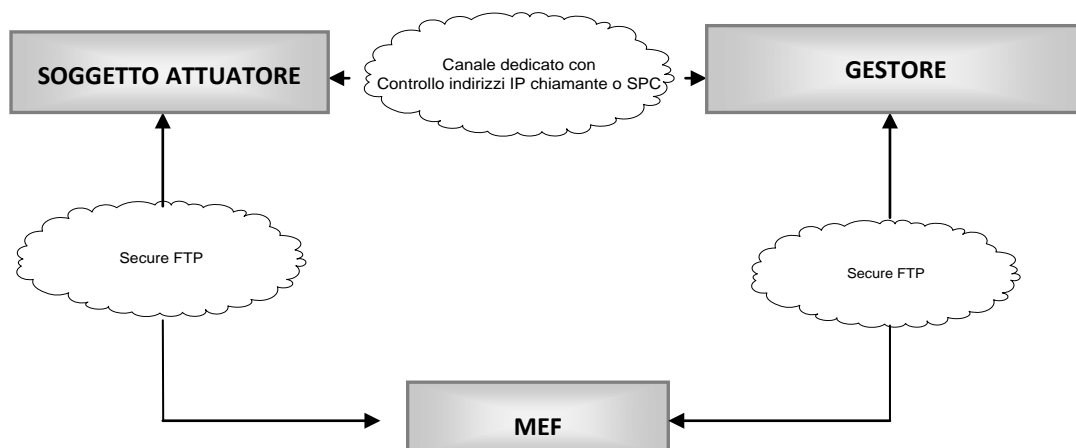 Canale dedicato con
Controllo indirizzi IP chiamante o SPC
SOGGETTO ATTUATORE
GESTORE
Secure FTP
Secure FTP
MEF